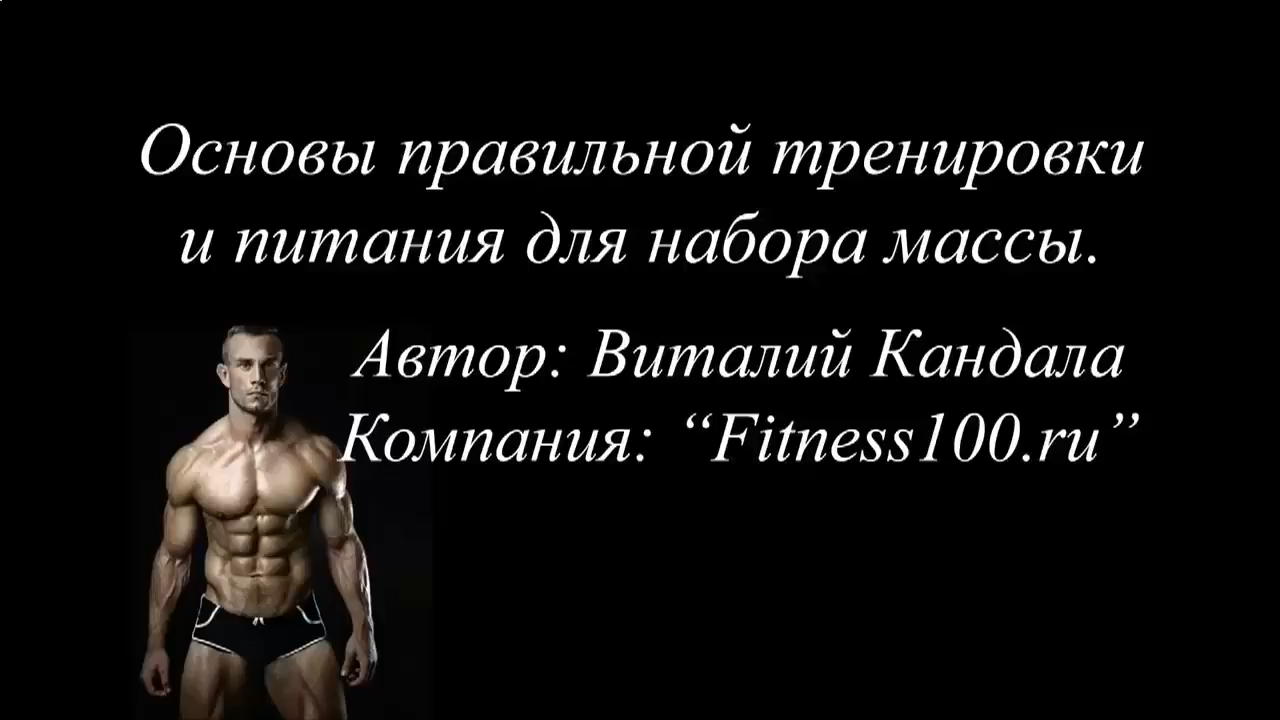 Основы правильной тренировки
и питания для набора массы.
Автор: Виталий Кандала
Компания: “Fitness100.ru”